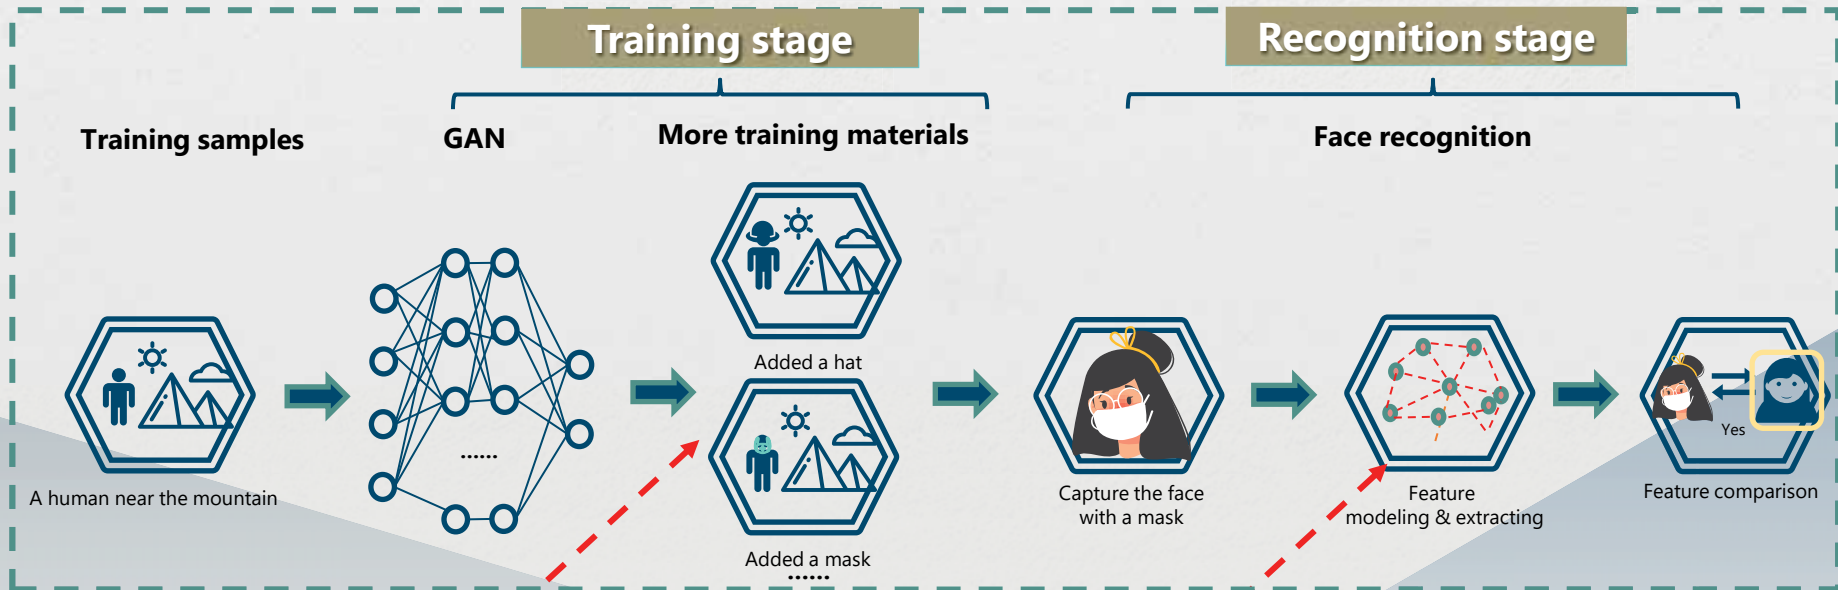 Training stage
Recognition stage
Training samples
GAN
More training materials
Face recognition
Added a hat
......
A human near the mountain
Added a mask
......
Capture the face
with a mask
Feature
modeling & extracting
Yes
Feature comparison